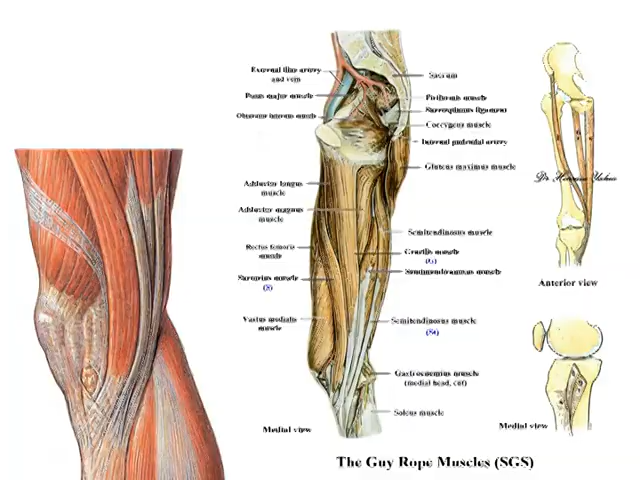 External iliac artery
and vein
Psoas major muscle
Obturator internus muscle
Sacrum
Piriformis muscle
Sacrospinous ligament
Coccygeus muscle
Internal pudendal artery
Gluteus maximus muscle
Adductor longus
muscle
Adductor magnus
muscle
Rectus femoris
muscle
Sartorius muscle
(S)
Vastus medialis
muscle
Semitendinosus muscle
Gracilis muscle
(G)
Semimembranosus muscle
Semitendinosus muscle
(St)
Gastrocnemius muscle
(medial head, cut)
Soleus muscle
Medial view
Dr.
Anterior view
Medial view
The Guy Rope Muscles (SGS)